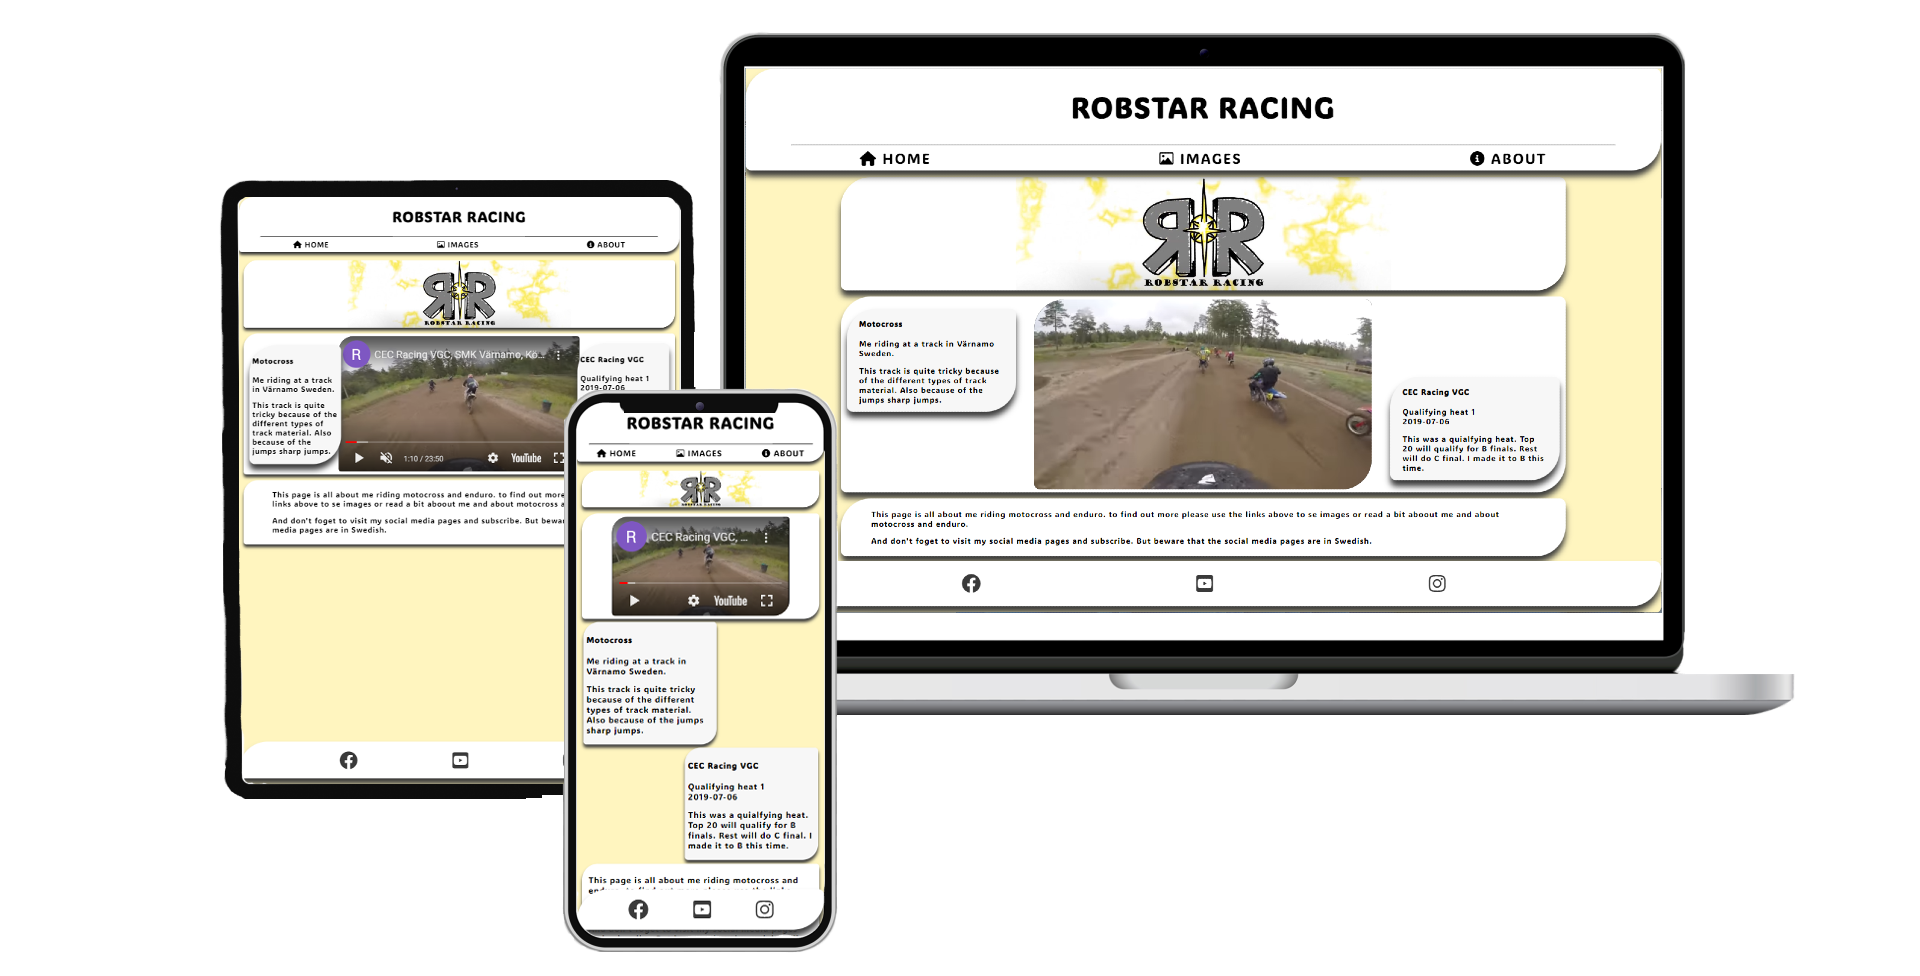 ROBSTAR RACING
HOME
IMAGES
ABOUT
RR
ROBSTAR RACING
Motocross
Me riding at a track
in Värnamo Sweden.
This track is quite
tricky because of the
different types of
track material. Also
because of the
jumps sharp jumps.
R
CEC Racing VGC, SMK Värnamo, Kö...
1:10 / 23:50
YouTube
CEC Racing VGC
Qualifying heat 1
2019-07-06
This page is all about me riding motocross and enduro. to find out more
links above to se images or read a bit aboout me and about motocross a
And don't foget to visit my social media pages and subscribe. But bewar
media pages are in Swedish.
ROBSTAR RACING
HOME
IMAGES
ABOUT
RR
R
CEC Racing VGC, ...
YouTube
Motocross
Me riding at a track in
Värnamo Sweden.
This track is quite tricky
because of the different
types of track material.
Also because of the jumps
sharp jumps.
CEC Racing VGC
Qualifying heat 1
2019-07-06
This was a quialfying heat.
Top 20 will qualify for B
finals. Rest will do C final. I
made it to B this time.
This page is all about me riding motocross and
ROBSTAR RACING
HOME
IMAGES
ABOUT
RR
ROBSTAR RACING
Motocross
Me riding at a track in Värnamo
Sweden.
This track is quite tricky because
of the different types of track
material. Also because of the
jumps sharp jumps.
CEC Racing VGC
Qualifying heat 1
2019-07-06
This was a quialfying heat. Top
20 will qualify for B finals. Rest
will do C final. I made it to B this
time.
This page is all about me riding motocross and enduro. to find out more please use the links above to se images or read a bit aboout me and about
motocross and enduro.
And don't foget to visit my social media pages and subscribe. But beware that the social media pages are in Swedish.